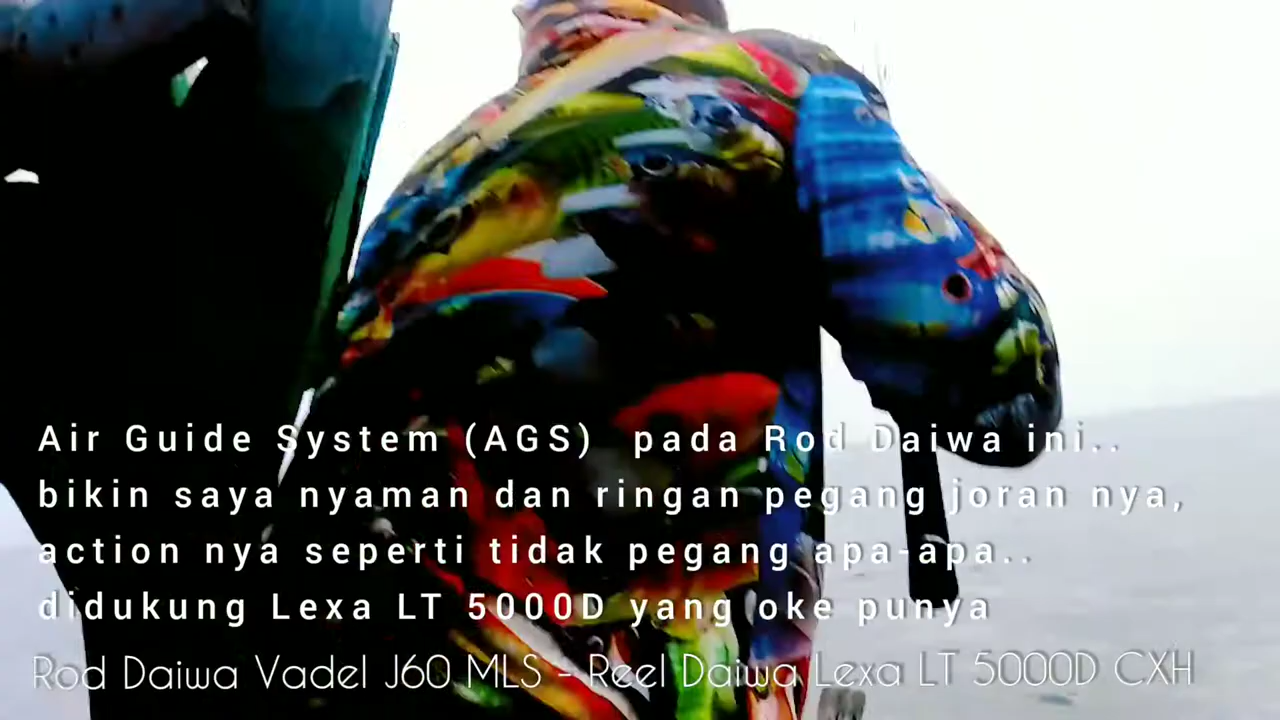 Air Guide System (AGS) pada Rod Daiwa ini..
bikin saya nyaman dan ringan pegang joran nya,
action nya seperti tidak pegang apa-apa..
didukung Lexa LT 5000D yang oke punya
Rod Daiwa Vadel J60 MLS - Reel Daiwa Lexa LT 5000D CXH